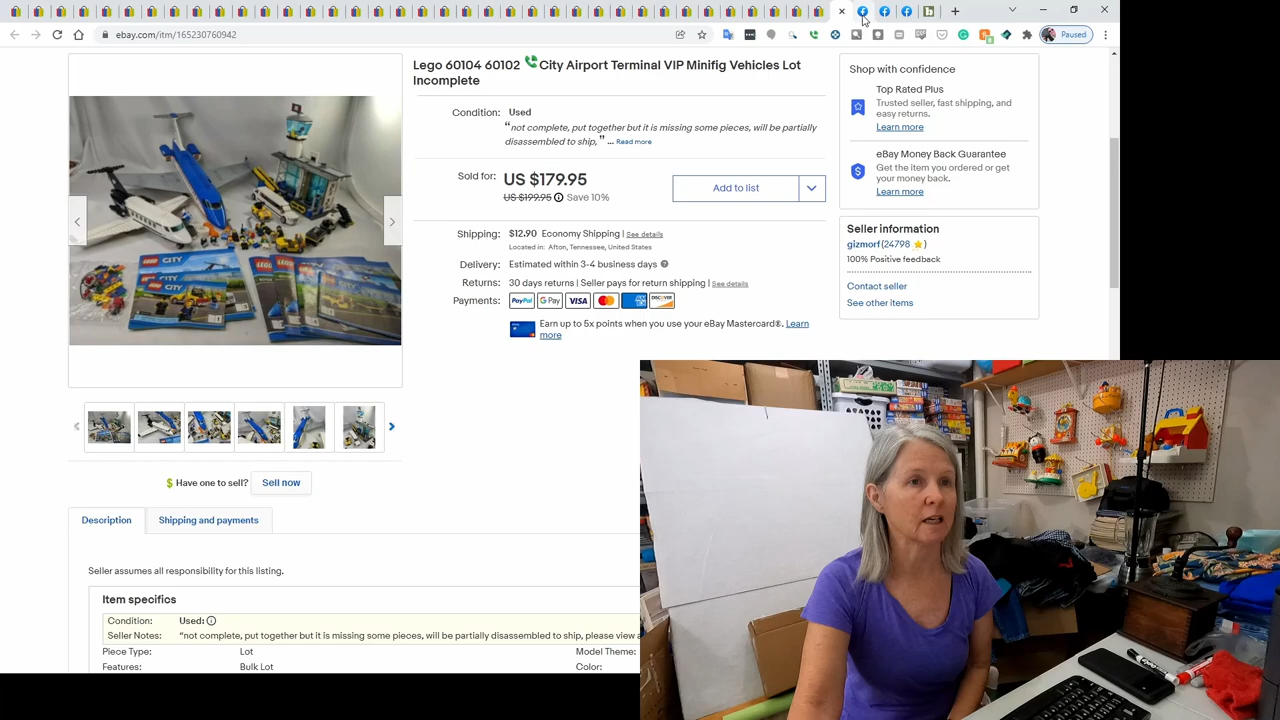 ebay.com/itm/165230760942
Paused
Lego 60104 60102 City Airport Terminal VIP Minifig Vehicles Lot
Incomplete
Condition: Used
"not complete, put together but it is missing some pieces, will be partially
disassembled to ship, " ... Read more
Sold for: US $179.95
US $199.95 Save 10%
Add to list
Shipping: $12.90 Economy Shipping | See details
Located in: Afton, Tennessee, United States
Delivery: Estimated within 3-4 business days
Returns: 30 days returns | Seller pays for return shipping | See details
Payments: PayPal G Pay VISA DISCOVER
Earn up to 5x points when you use your eBay Mastercard®. Learn
more
Shop with confidence
Top Rated Plus
Trusted seller, fast shipping, and
easy returns.
Learn more
eBay Money Back Guarantee
Get the item you ordered or get
your money back.
Learn more
Seller information
gizmorf (24798 )
100% Positive feedback
Contact seller
See other items
CITY
CITY
$ Have one to sell? Sell now
Description
Shipping and payments
Seller assumes all responsibility for this listing.
Item specifics
Condition: Used:
Seller Notes: "not complete, put together but it is missing some pieces, will be partially disassembled to ship, please view a
Piece Type: Lot
Model Theme:
Features: Bulk Lot
Color: